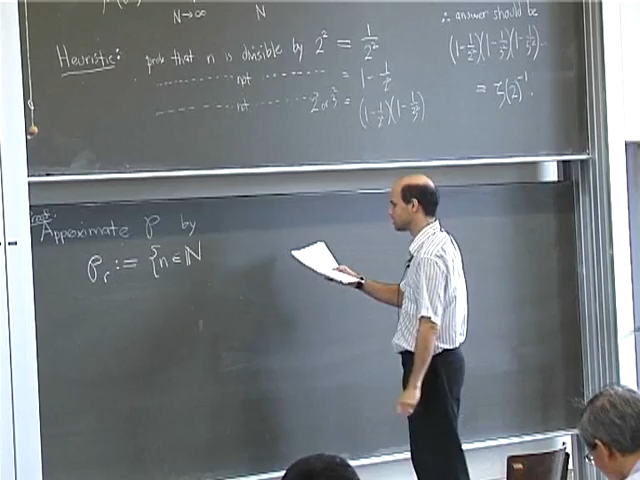 N→∞ N
∴ answer should be
Heuristic: prob that n is divisible by 2² = 1/2²
-------- not -------- = 1 - 1/2²
-------- not -------- 2² or 3² = (1-1/2²)(1-1/3²)
(1-1/2²)(1-1/3²)(1-1/5²)...
= ζ(2)⁻¹.
Approximate 𝒫 by
𝒫ᵣ := {n ∈ ℕ